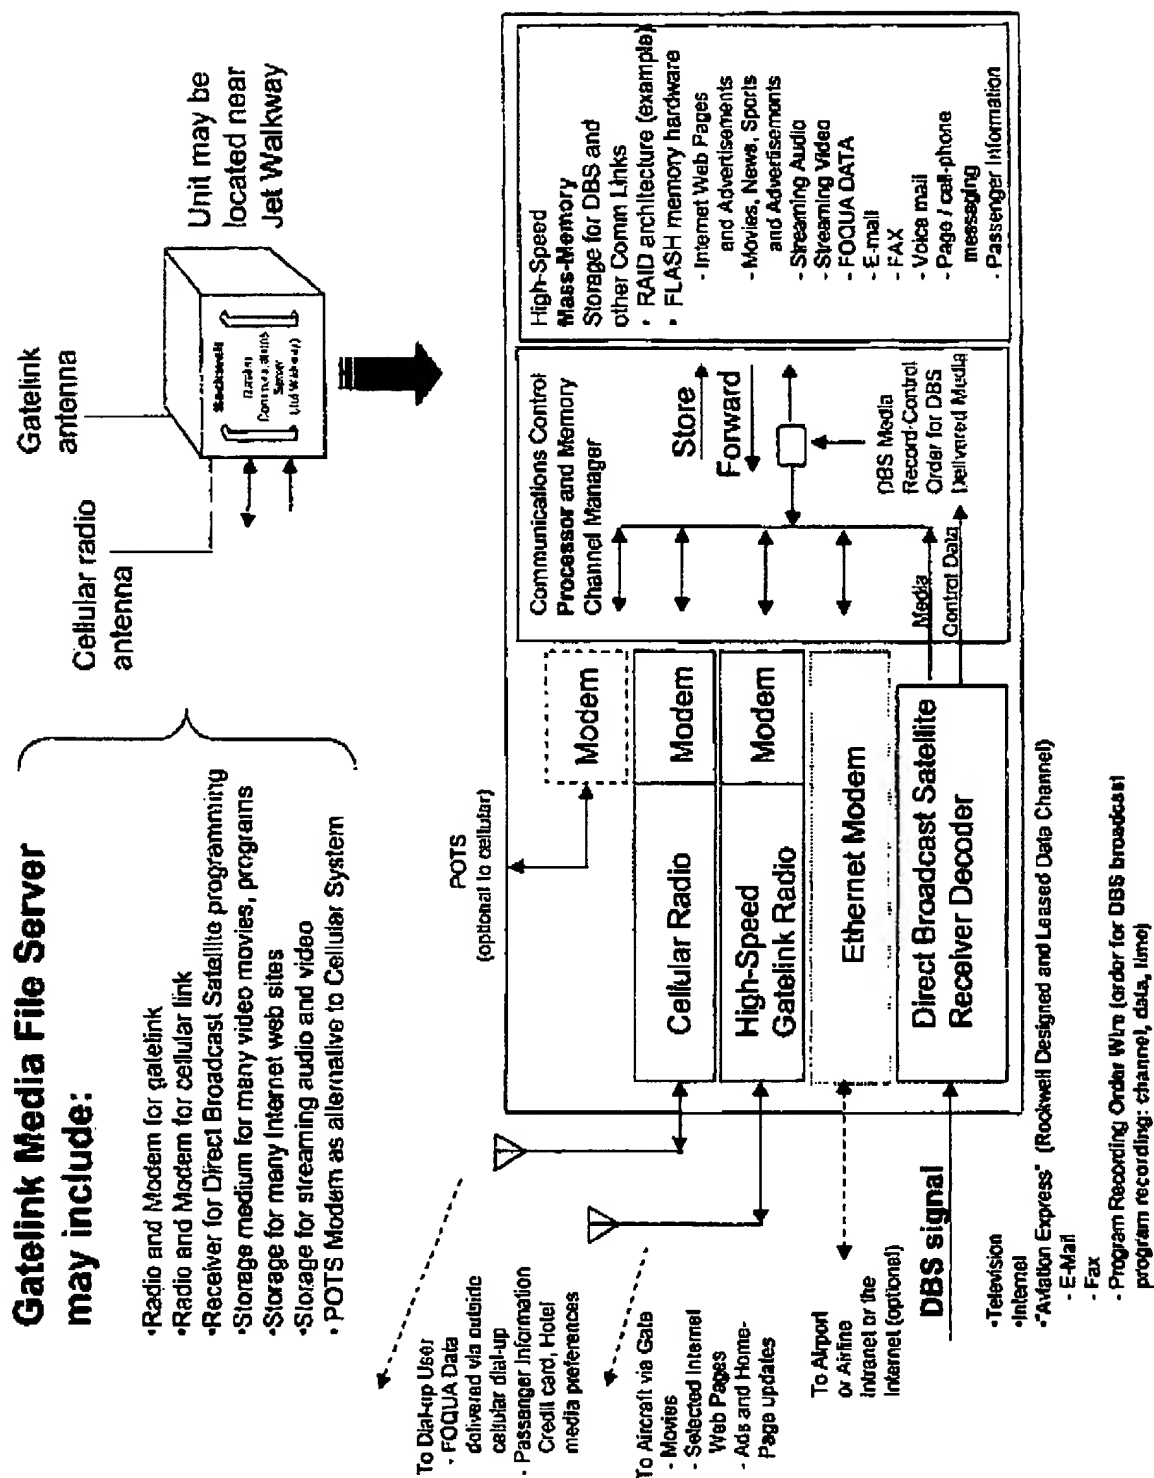 Gatelink Media File Server
may include:
•Radio and Modem for gatelink
•Radio and Modem for cellular link
•Receiver for Direct Broadcast Satellite programming
•Storage medium for many video movies, programs
•Storage for many Internet web sites
•Storage for streaming audio and video
• POTS Modem as alternative to Cellular System
Cellular radio
antenna
Gatelink
antenna
Rockwell
Server
Unit may be
located near
Jet Walkway
To Dial-up User
- FOQUA Data
delivered via outside
cellular dial-up
- Passenger Information
Credit card, Hotel
media preferences
To Aircraft via Gate
- Movies
- Selected Internet
Web Pages
- Ads and Home-
Page updates
To Airport
or Airline
Intranet or the
Internet (optional)
DBS signal
•Television
•Internet
•"Aviation Express" (Rockwell Designed and Leased Data Channel)
- E-Mail
- Fax
- Program Recording Order Wire (order for DBS broadcast
program recording: channel, data, time)
POTS
(optional to cellular)
Modem
Cellular Radio
Modem
High-Speed
Gatelink Radio
Modem
Ethernet Modem
Direct Broadcast Satellite
Receiver Decoder
Communications Control
Processor and Memory
Channel Manager
Store
Forward
DBS Media
Record-Control
Order for DBS
Delivered Media
Media
Control Data
High-Speed
Mass-Memory
Storage for DBS and
other Comm Links
• RAID architecture (example)
• FLASH memory hardware
- Internet Web Pages
and Advertisements
- Movies, News, Sports
and Advertisements
- Streaming Audio
- Streaming Video
- FOQUA DATA
- E-mail
- FAX
- Voice mail
- Page / cell-phone
messaging
- Passenger Information